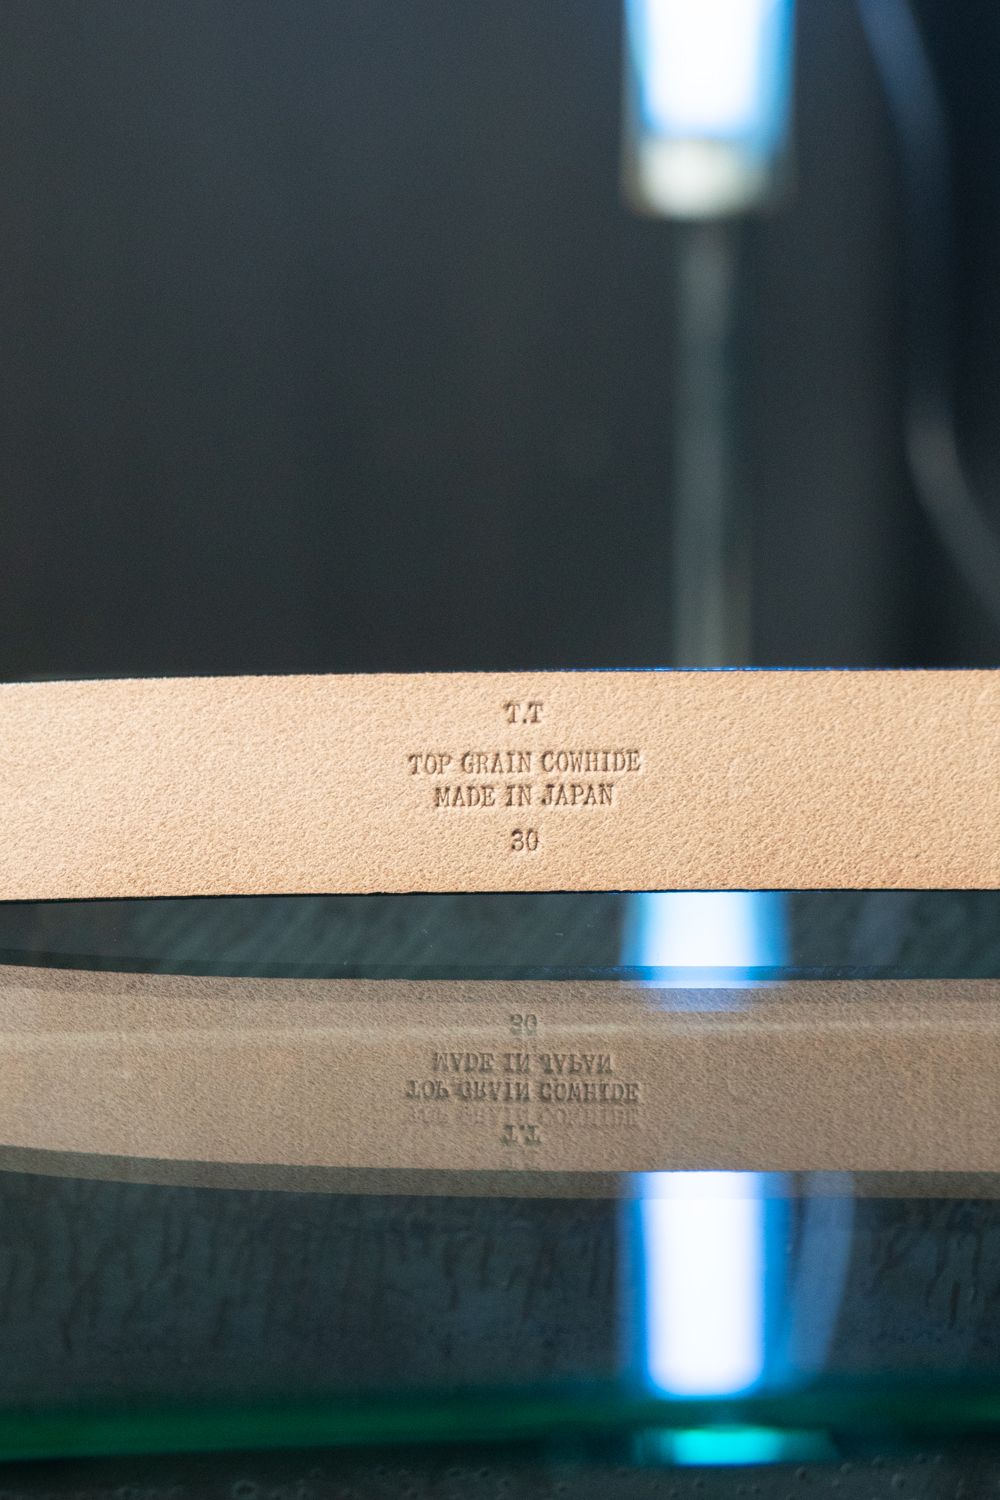 T.T
TOP GRAIN COWHIDE
MADE IN JAPAN
30